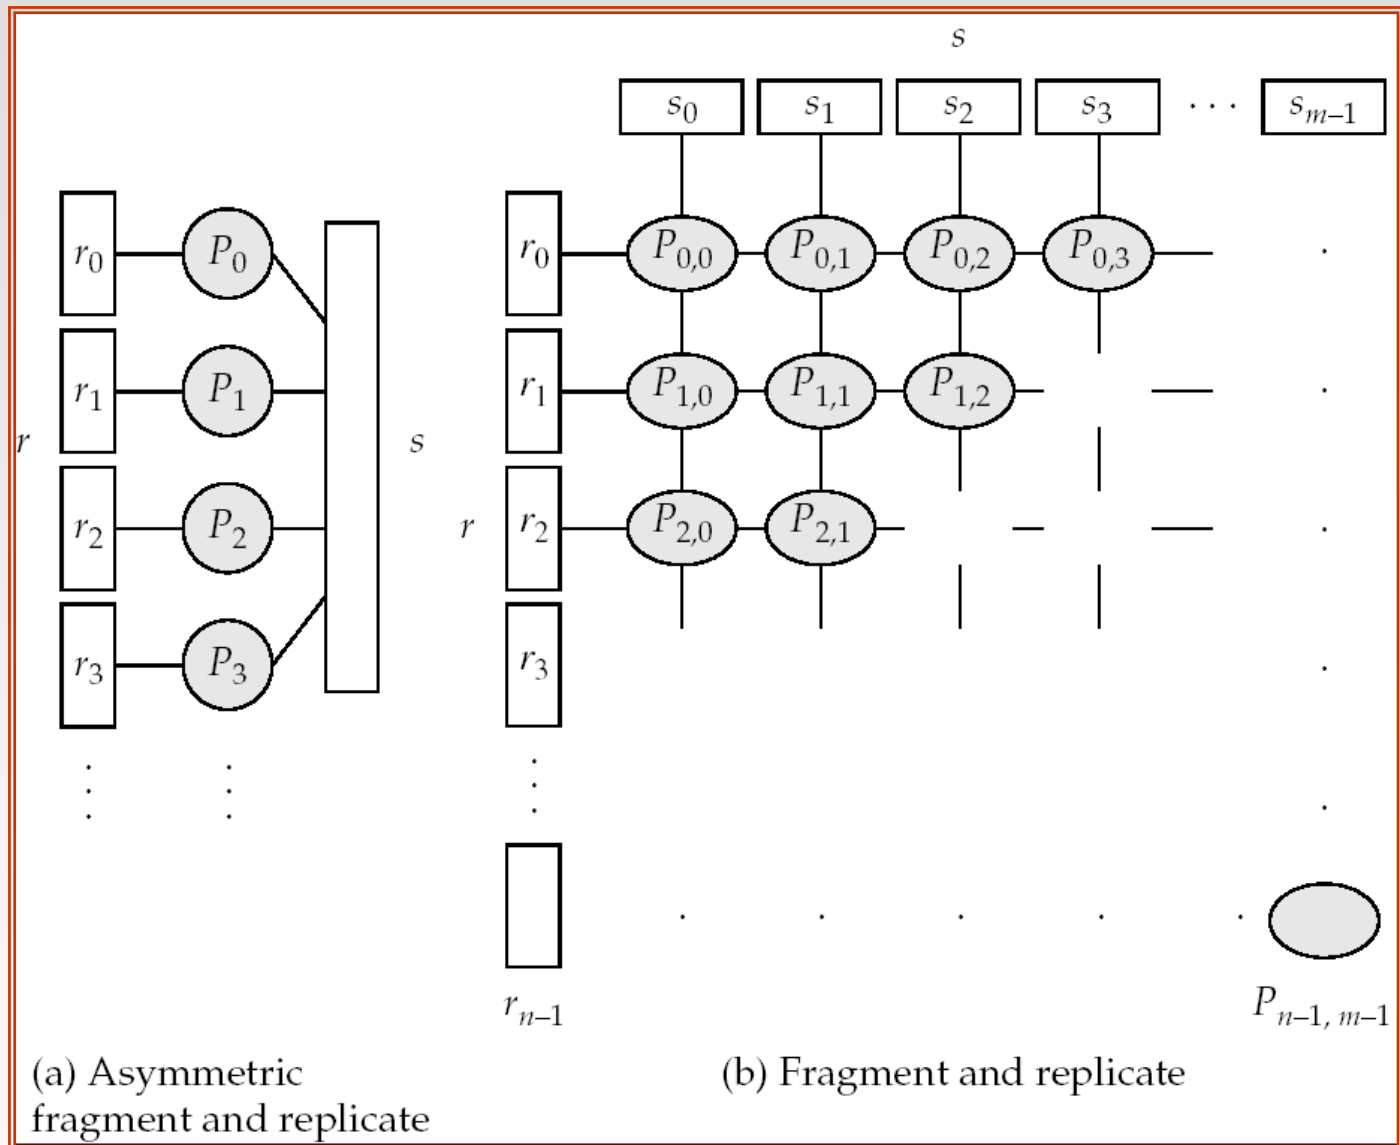 r
r₀
P₀
r₁
P₁
r₂
P₂
r₃
P₃
.
.
.
.
.
.
s
(a) Asymmetric
fragment and replicate
s
s₀ s₁ s₂ s₃ · · · sₘ₋₁
r
r₀ P₀,₀ P₀,₁ P₀,₂ P₀,₃ .
r₁ P₁,₀ P₁,₁ P₁,₂ .
r₂ P₂,₀ P₂,₁ .
r₃ .
.
.
. .
. . . . .
rₙ₋₁ Pₙ₋₁, ₘ₋₁
(b) Fragment and replicate